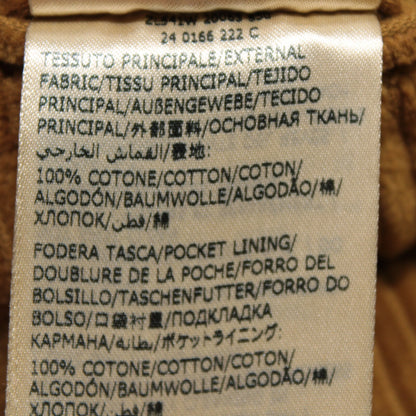 24 0166 222 C
TESSUTO PRINCIPALE/EXTERNAL
FABRIC/TISSU PRINCIPAL/TEJIDO
PRINCIPAL/AUßENGEWEBE/TECIDO
PRINCIPAL/外部面料/ОСНОВНАЯ ТКАНЬ/
القماش الخارجي/表地:
100% COTONE/COTTON/COTON/
ALGODÓN/BAUMWOLLE/ALGODÃO/棉/
ХЛОПОК/قطن/綿
FODERA TASCA/POCKET LINING/
DOUBLURE DE LA POCHE/FORRO DEL
BOLSILLO/TASCHENFUTTER/FORRO DO
BOLSO/口袋衬里/ПОДКЛАДКА
КАРМАНА/بطانه/ポケットライニング:
100% COTONE/COTTON/COTON/
ALGODÓN/BAUMWOLLE/ALGODÃO/棉/
ХЛОПОК/قطن/綿